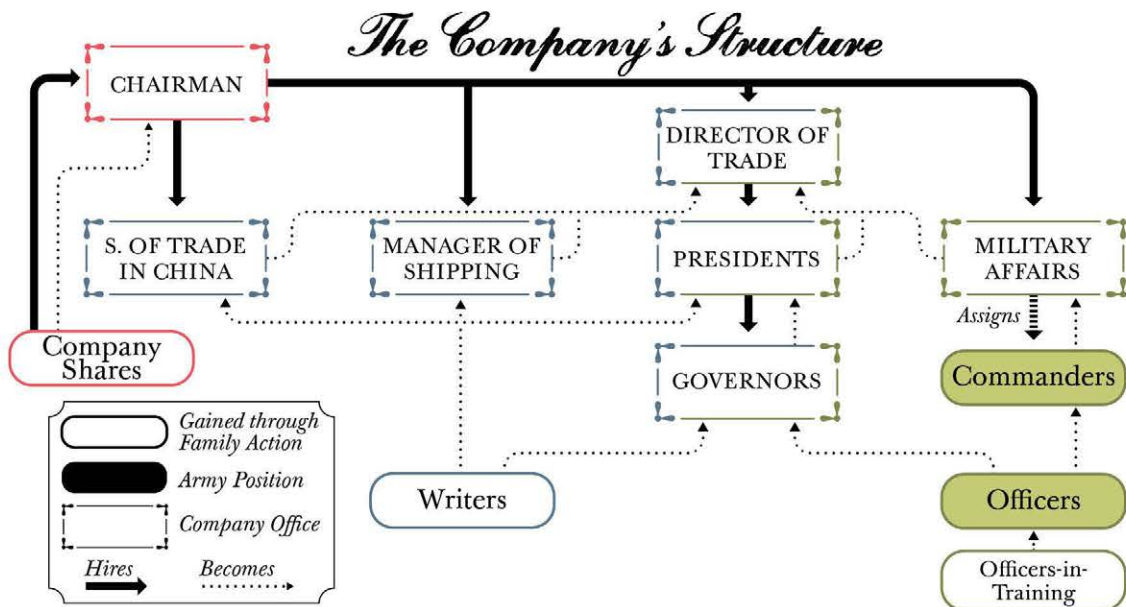 The Company's Structure
CHAIRMAN
DIRECTOR OF
TRADE
S. OF TRADE
IN CHINA
MANAGER OF
SHIPPING
PRESIDENTS
MILITARY
AFFAIRS
Assigns
Company
Shares
GOVERNORS
Commanders
Gained through
Family Action
Army Position
Company Office
Hires
Becomes
Writers
Officers
Officers-in-
Training